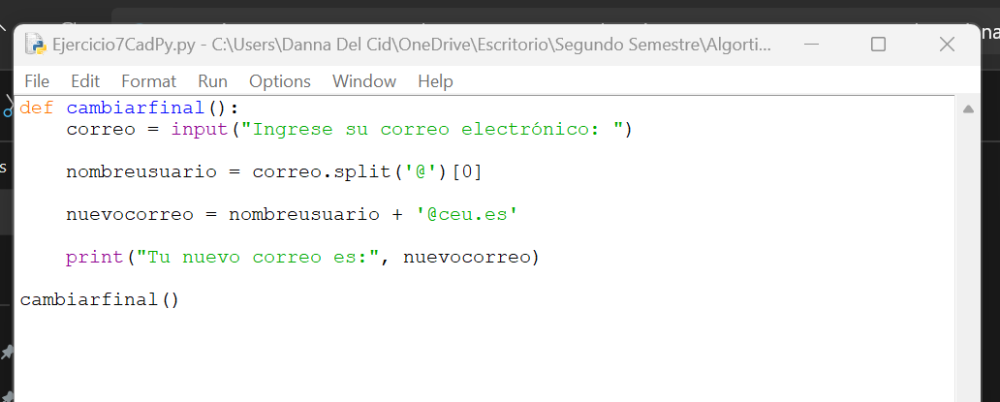 Ejercicio7CadPy.py - C:\Users\Danna Del Cid\OneDrive\Escritorio\Segundo Semestre\Algorti...
File Edit Format Run Options Window Help
def cambiarfinal():
    correo = input("Ingrese su correo electrónico: ")
    nombreusuario = correo.split('@')[0]
    nuevocorreo = nombreusuario + '@ceu.es'
    print("Tu nuevo correo es:", nuevocorreo)
cambiarfinal()